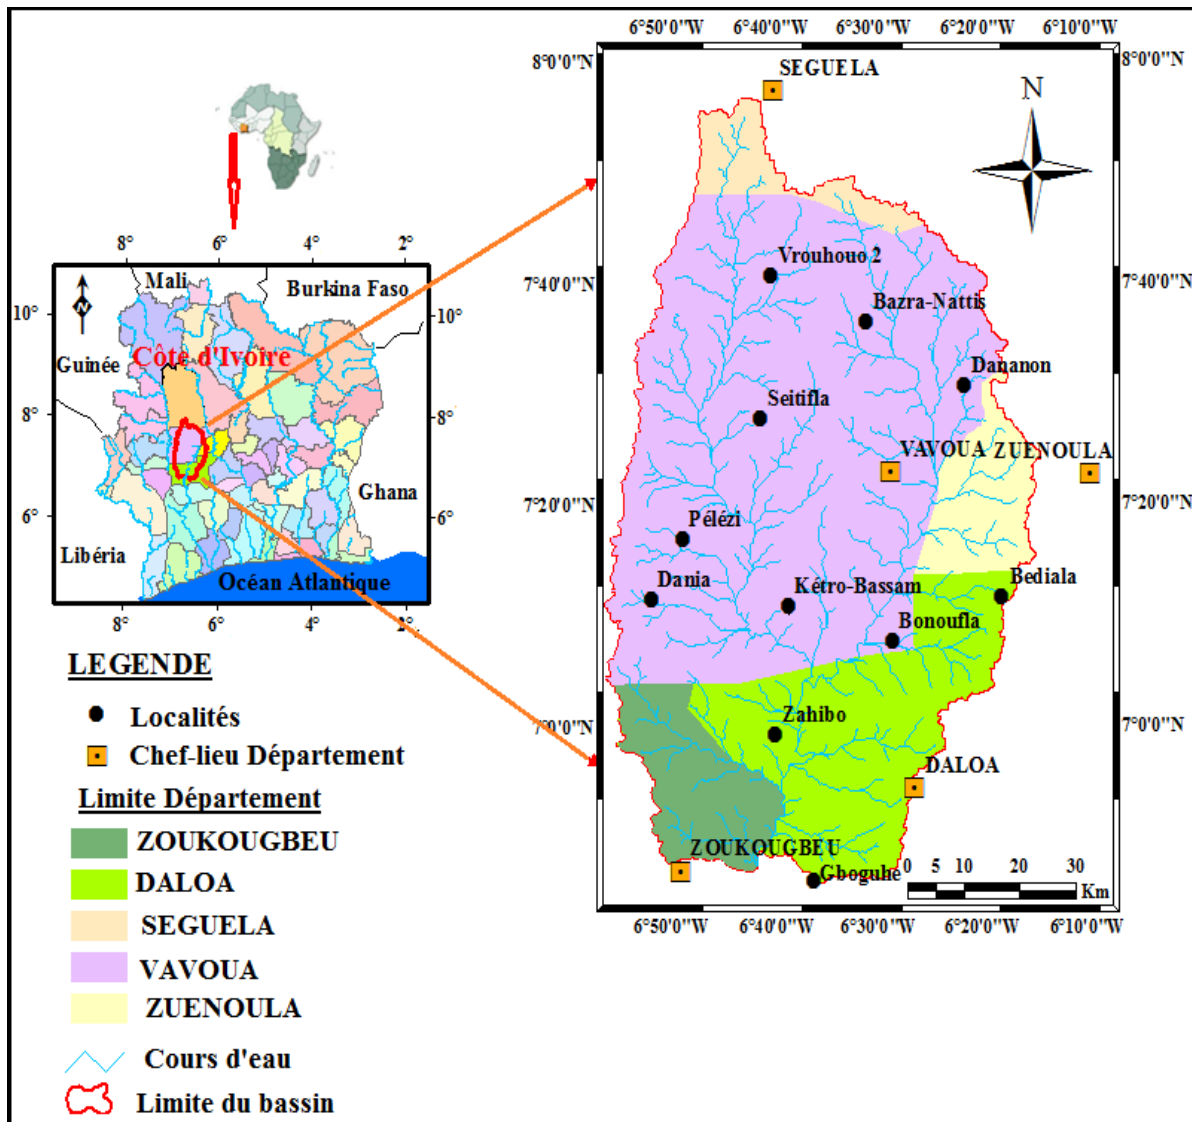 6°50'0"W 6°40'0"W 6°30'0"W 6°20'0"W 6°10'0"W
8°0'0"N
8°0'0"N
SEGUELA
N
Vrouhouo 2
7°40'0"N
7°40'0"N
Bazra-Nattis
Dananon
Seitifla
VAVOUA
ZUENOULA
7°20'0"N
7°20'0"N
Pélézi
Dania
Kétro-Bassam
Bediala
Bonoufla
7°0'0"N
7°0'0"N
Zahibo
DALOA
ZOUKOUGBEU
Gboguhe
0 5 10 20 30
Km
6°50'0"W 6°40'0"W 6°30'0"W 6°20'0"W 6°10'0"W
8° 6° 4° 2°
Mali
Burkina Faso
N
10°
10°
Guinée
Côte d'Ivoire
8°
8°
Ghana
6°
6°
Libéria
Océan Atlantique
8° 6° 4° 2°
LEGENDE
Localités
Chef-lieu Département
Limite Département
ZOUKOUGBEU
DALOA
SEGUELA
VAVOUA
ZUENOULA
Cours d'eau
Limite du bassin